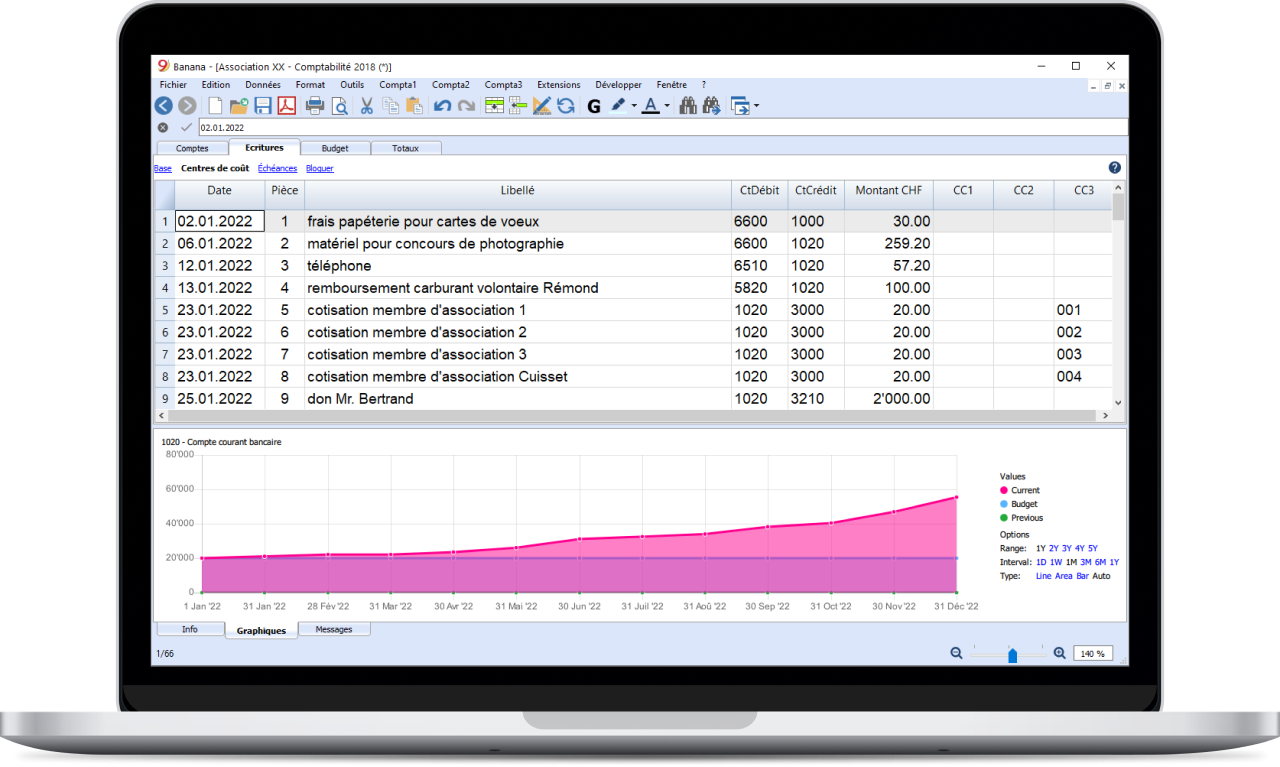 Banana - [Association XX - Comptabilité 2018 (*)]
Fichier Edition Données Format Outils Compta1 Compta2 Compta3 Extensions Développer Fenêtre ?
G A
02.01.2022
Comptes Ecritures Budget Totaux
Base Centres de coût Échéances Bloquer
Date Pièce Libellé CtDébit CtCrédit Montant CHF CC1 CC2 CC3
1 02.01.2022 1 frais papéterie pour cartes de voeux 6600 1000 30.00
2 06.01.2022 2 matériel pour concours de photographie 6600 1020 259.20
3 12.01.2022 3 téléphone 6510 1020 57.20
4 13.01.2022 4 remboursement carburant volontaire Rémond 5820 1020 100.00
5 23.01.2022 5 cotisation membre d'association 1 1020 3000 20.00 001
6 23.01.2022 6 cotisation membre d'association 2 1020 3000 20.00 002
7 23.01.2022 7 cotisation membre d'association 3 1020 3000 20.00 003
8 23.01.2022 8 cotisation membre d'association Cuisset 1020 3000 20.00 004
9 25.01.2022 9 don Mr. Bertrand 1020 3210 2'000.00
1020 - Compte courant bancaire
80'000
60'000
40'000
20'000
0
1 Jan '22 31 Jan '22 28 Fév '22 31 Mar '22 30 Avr '22 31 Mai '22 30 Jun '22 31 Juil '22 31 Aoû '22 30 Sep '22 31 Oct '22 30 Nov '22 31 Déc '22
Values
Current
Budget
Previous
Options
Range: 1Y 2Y 3Y 4Y 5Y
Interval: 1D 1W 1M 3M 6M 1Y
Type: Line Area Bar Auto
Info Graphiques Messages
1/66
140 %